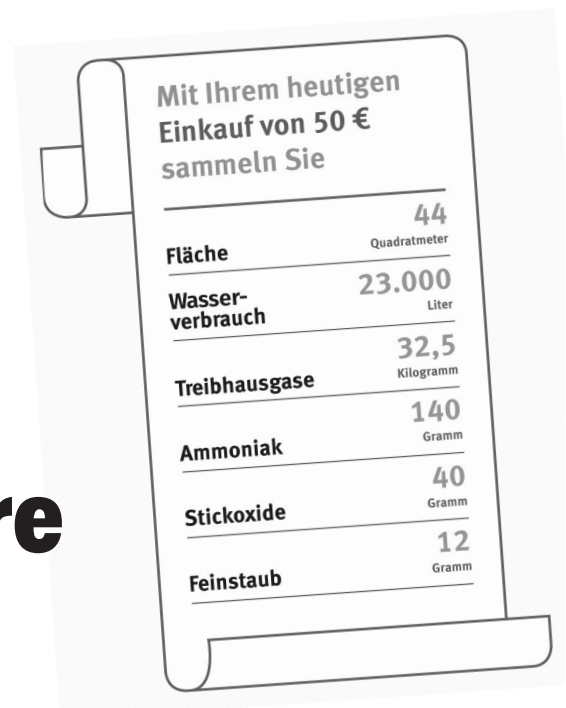 Mit Ihrem heutigen
Einkauf von 50 €
sammeln Sie
44
Fläche Quadratmeter
Wasser- 23.000
verbrauch Liter
32,5
Treibhausgase Kilogramm
140
Ammoniak Gramm
40
Stickoxide Gramm
12
Feinstaub Gramm